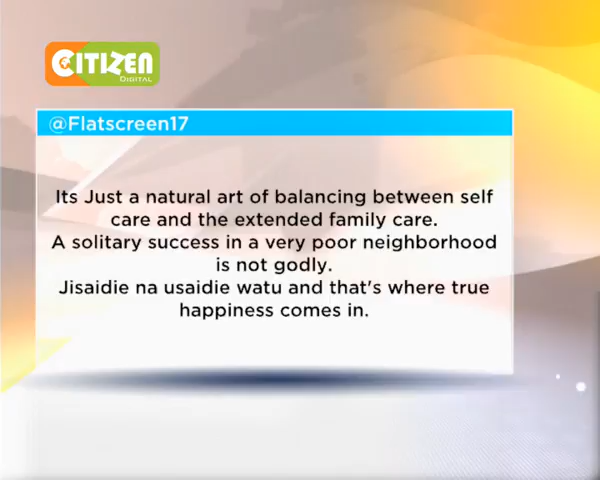 CITIZEN
DIGITAL
@Flatscreen17
Its Just a natural art of balancing between self
care and the extended family care.
A solitary success in a very poor neighborhood
is not godly.
Jisaidie na usaidie watu and that's where true
happiness comes in.